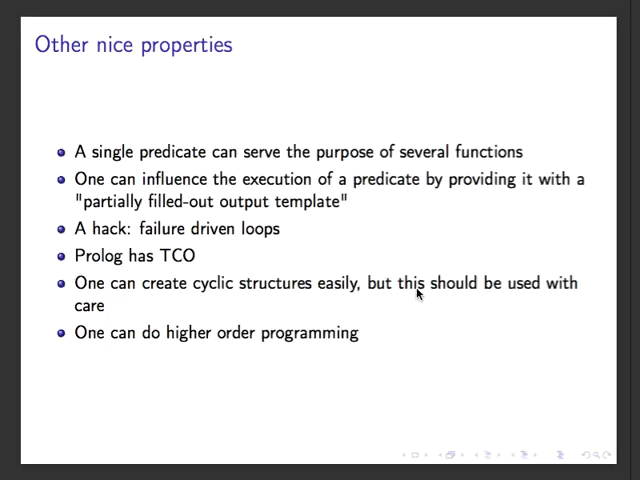 Other nice properties
A single predicate can serve the purpose of several functions
One can influence the execution of a predicate by providing it with a
"partially filled-out output template"
A hack: failure driven loops
Prolog has TCO
One can create cyclic structures easily, but this should be used with
care
One can do higher order programming